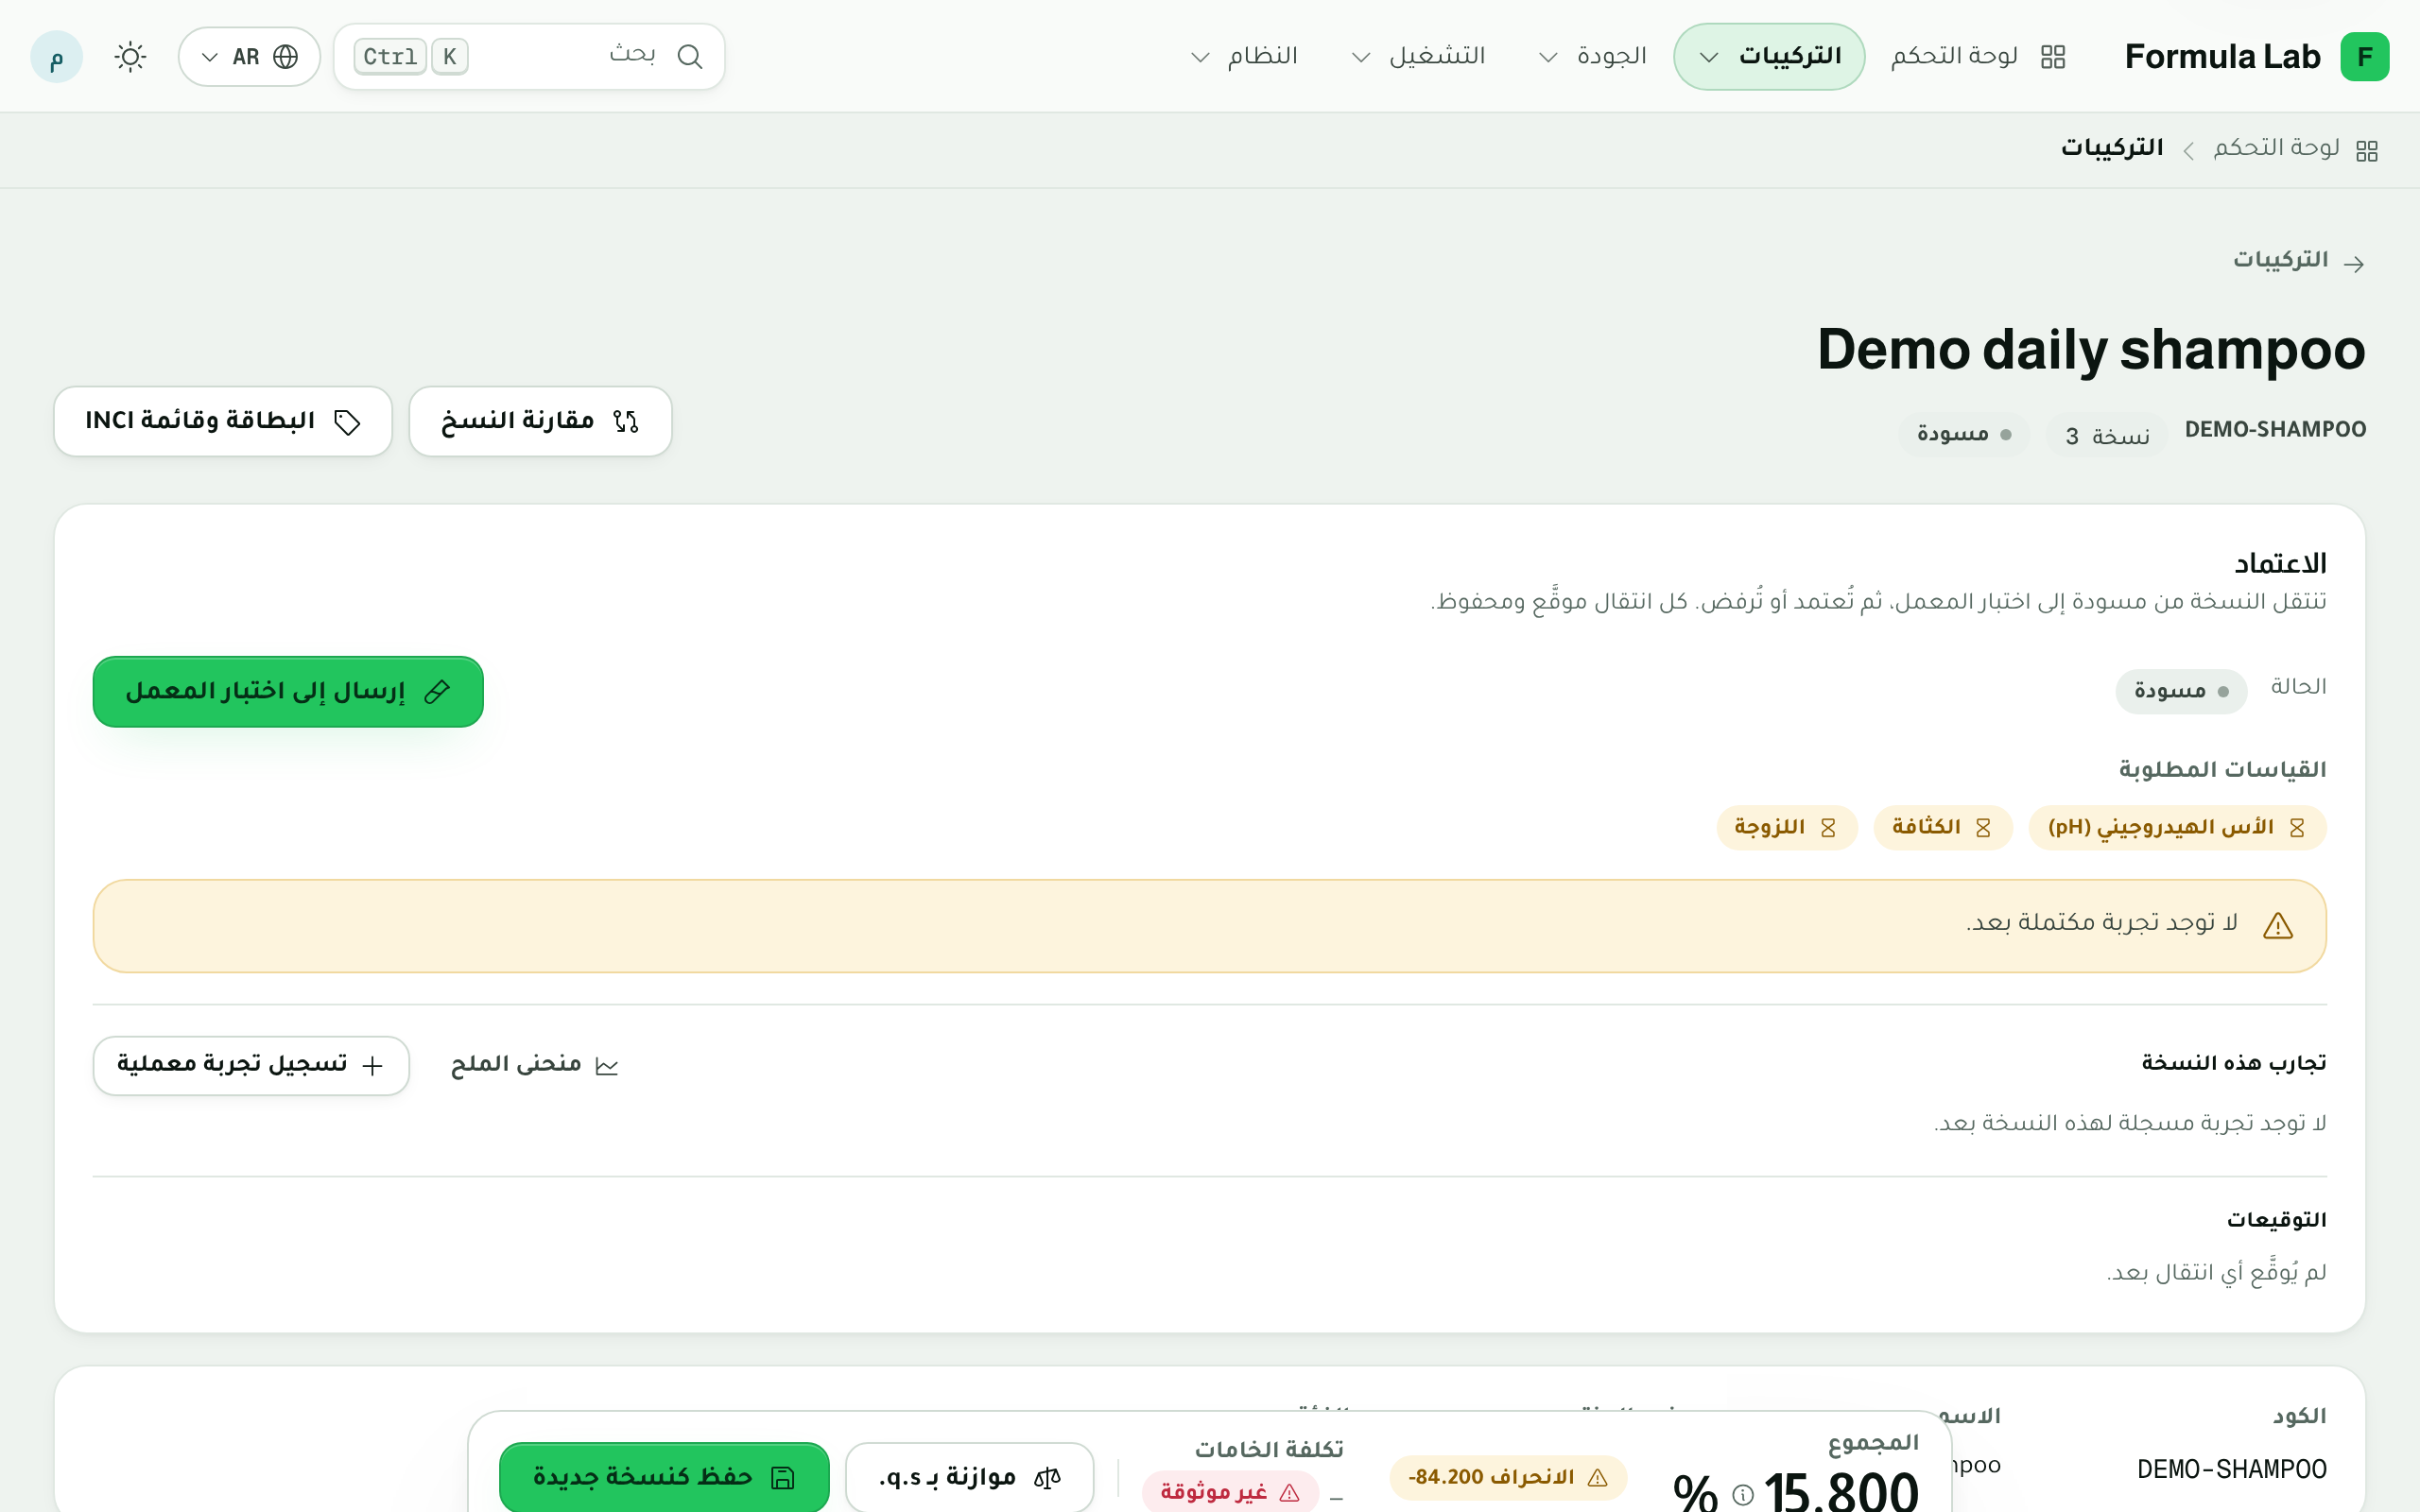 F Formula Lab
لوحة التحكم
التركيبات
الجودة
التشغيل
النظام
بحث
Ctrl K
AR
م
لوحة التحكم
التركيبات
التركيبات
Demo daily shampoo
DEMO-SHAMPOO
نسخة 3
مسودة
مقارنة النسخ
البطاقة وقائمة INCI
الاعتماد
تنتقل النسخة من مسودة إلى اختبار المعمل، ثم تُعتمد أو تُرفض. كل انتقال موقَّع ومحفوظ.
الحالة
مسودة
إرسال إلى اختبار المعمل
القياسات المطلوبة
الأس الهيدروجيني (pH)
الكثافة
اللزوجة
لا توجد تجربة مكتملة بعد.
تجارب هذه النسخة
منحنى الملح
تسجيل تجربة معملية
لا توجد تجربة مسجلة لهذه النسخة بعد.
التوقيعات
لم يُوقَّع أي انتقال بعد.
الكود
الاسم
DEMO-SHAMPOO
المجموع
15.800 %
الانحراف 84.200-
تكلفة الخامات
—
غير موثوقة
موازنة بـ q.s.
حفظ كنسخة جديدة